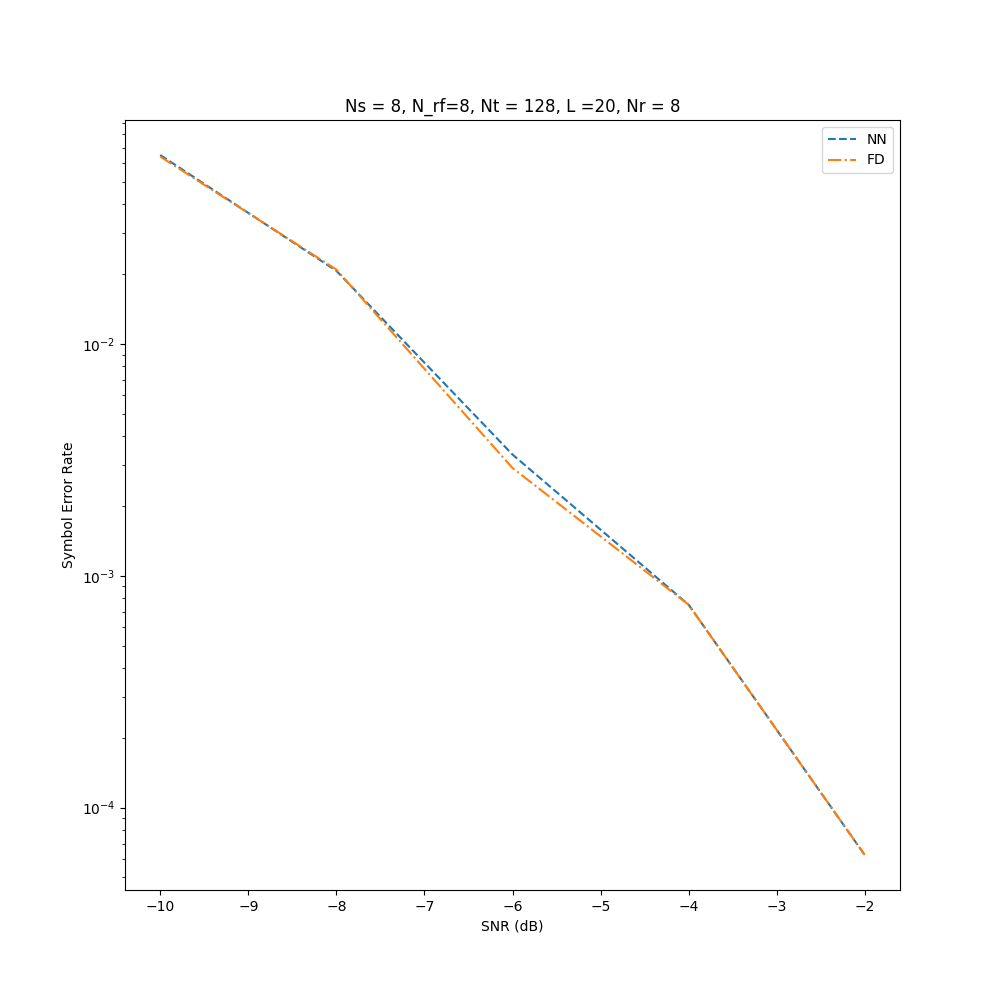 Ns = 8, N_rf=8, Nt = 128, L =20, Nr = 8
NN
FD
Symbol Error Rate
10⁻²
10⁻³
10⁻⁴
−10 −9 −8 −7 −6 −5 −4 −3 −2
SNR (dB)